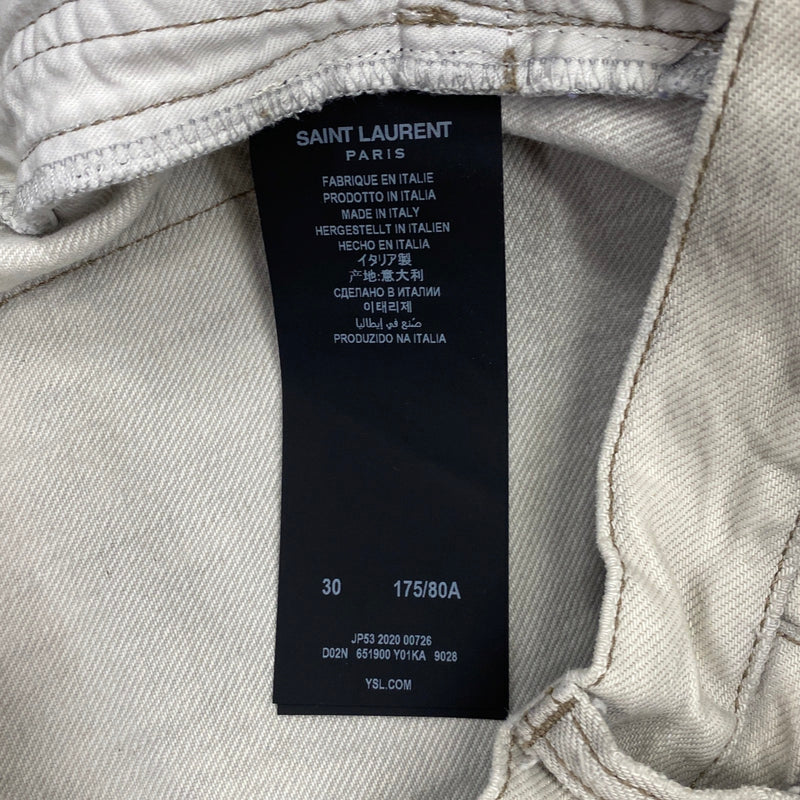 SAINT LAURENT
PARIS
FABRIQUE EN ITALIE
PRODOTTO IN ITALIA
MADE IN ITALY
HERGESTELLT IN ITALIEN
HECHO EN ITALIA
イタリア製
产地:意大利
СДЕЛАНО В ИТАЛИИ
이태리제
صنع في إيطاليا
PRODUZIDO NA ITALIA
30 175/80A
JP53 2020 00726
D02N 651900 Y01KA 9028
YSL.COM